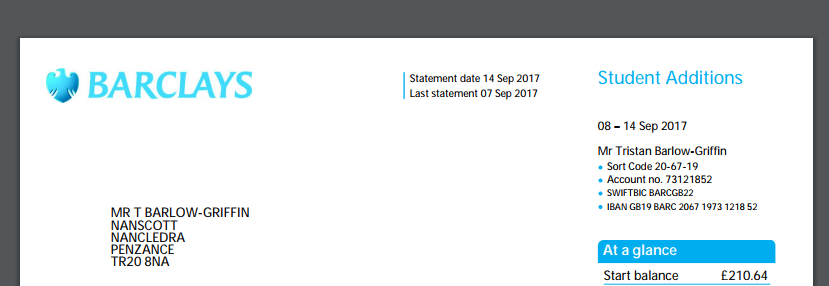 BARCLAYS
Statement date 14 Sep 2017
Last statement 07 Sep 2017
Student Additions
08 – 14 Sep 2017
Mr Tristan Barlow-Griffin
• Sort Code 20-67-19
• Account no. 73121852
• SWIFTBIC BARCGB22
• IBAN GB19 BARC 2067 1973 1218 52
MR T BARLOW-GRIFFIN
NANSCOTT
NANCLEDRA
PENZANCE
TR20 8NA
At a glance
Start balance £210.64